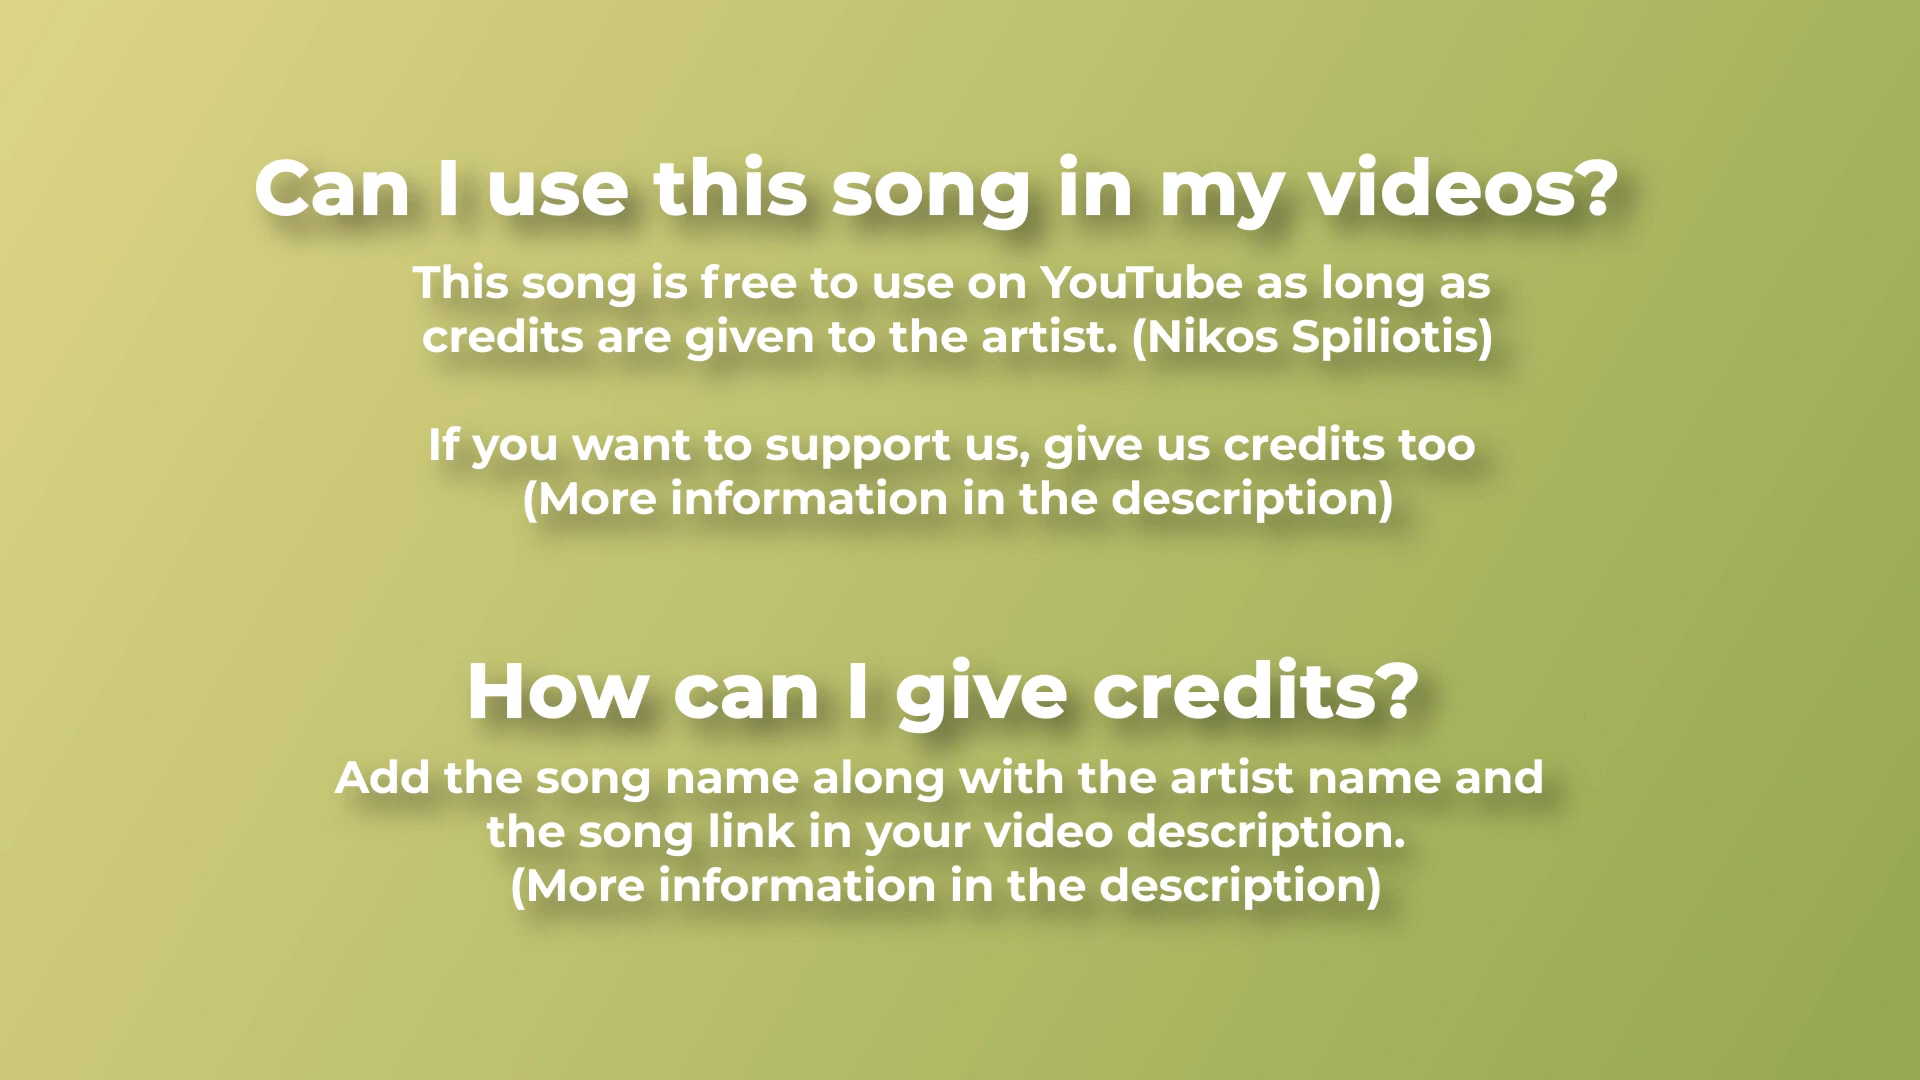 Can I use this song in my videos?
This song is free to use on YouTube as long as
credits are given to the artist. (Nikos Spiliotis)
If you want to support us, give us credits too
(More information in the description)
How can I give credits?
Add the song name along with the artist name and
the song link in your video description.
(More information in the description)